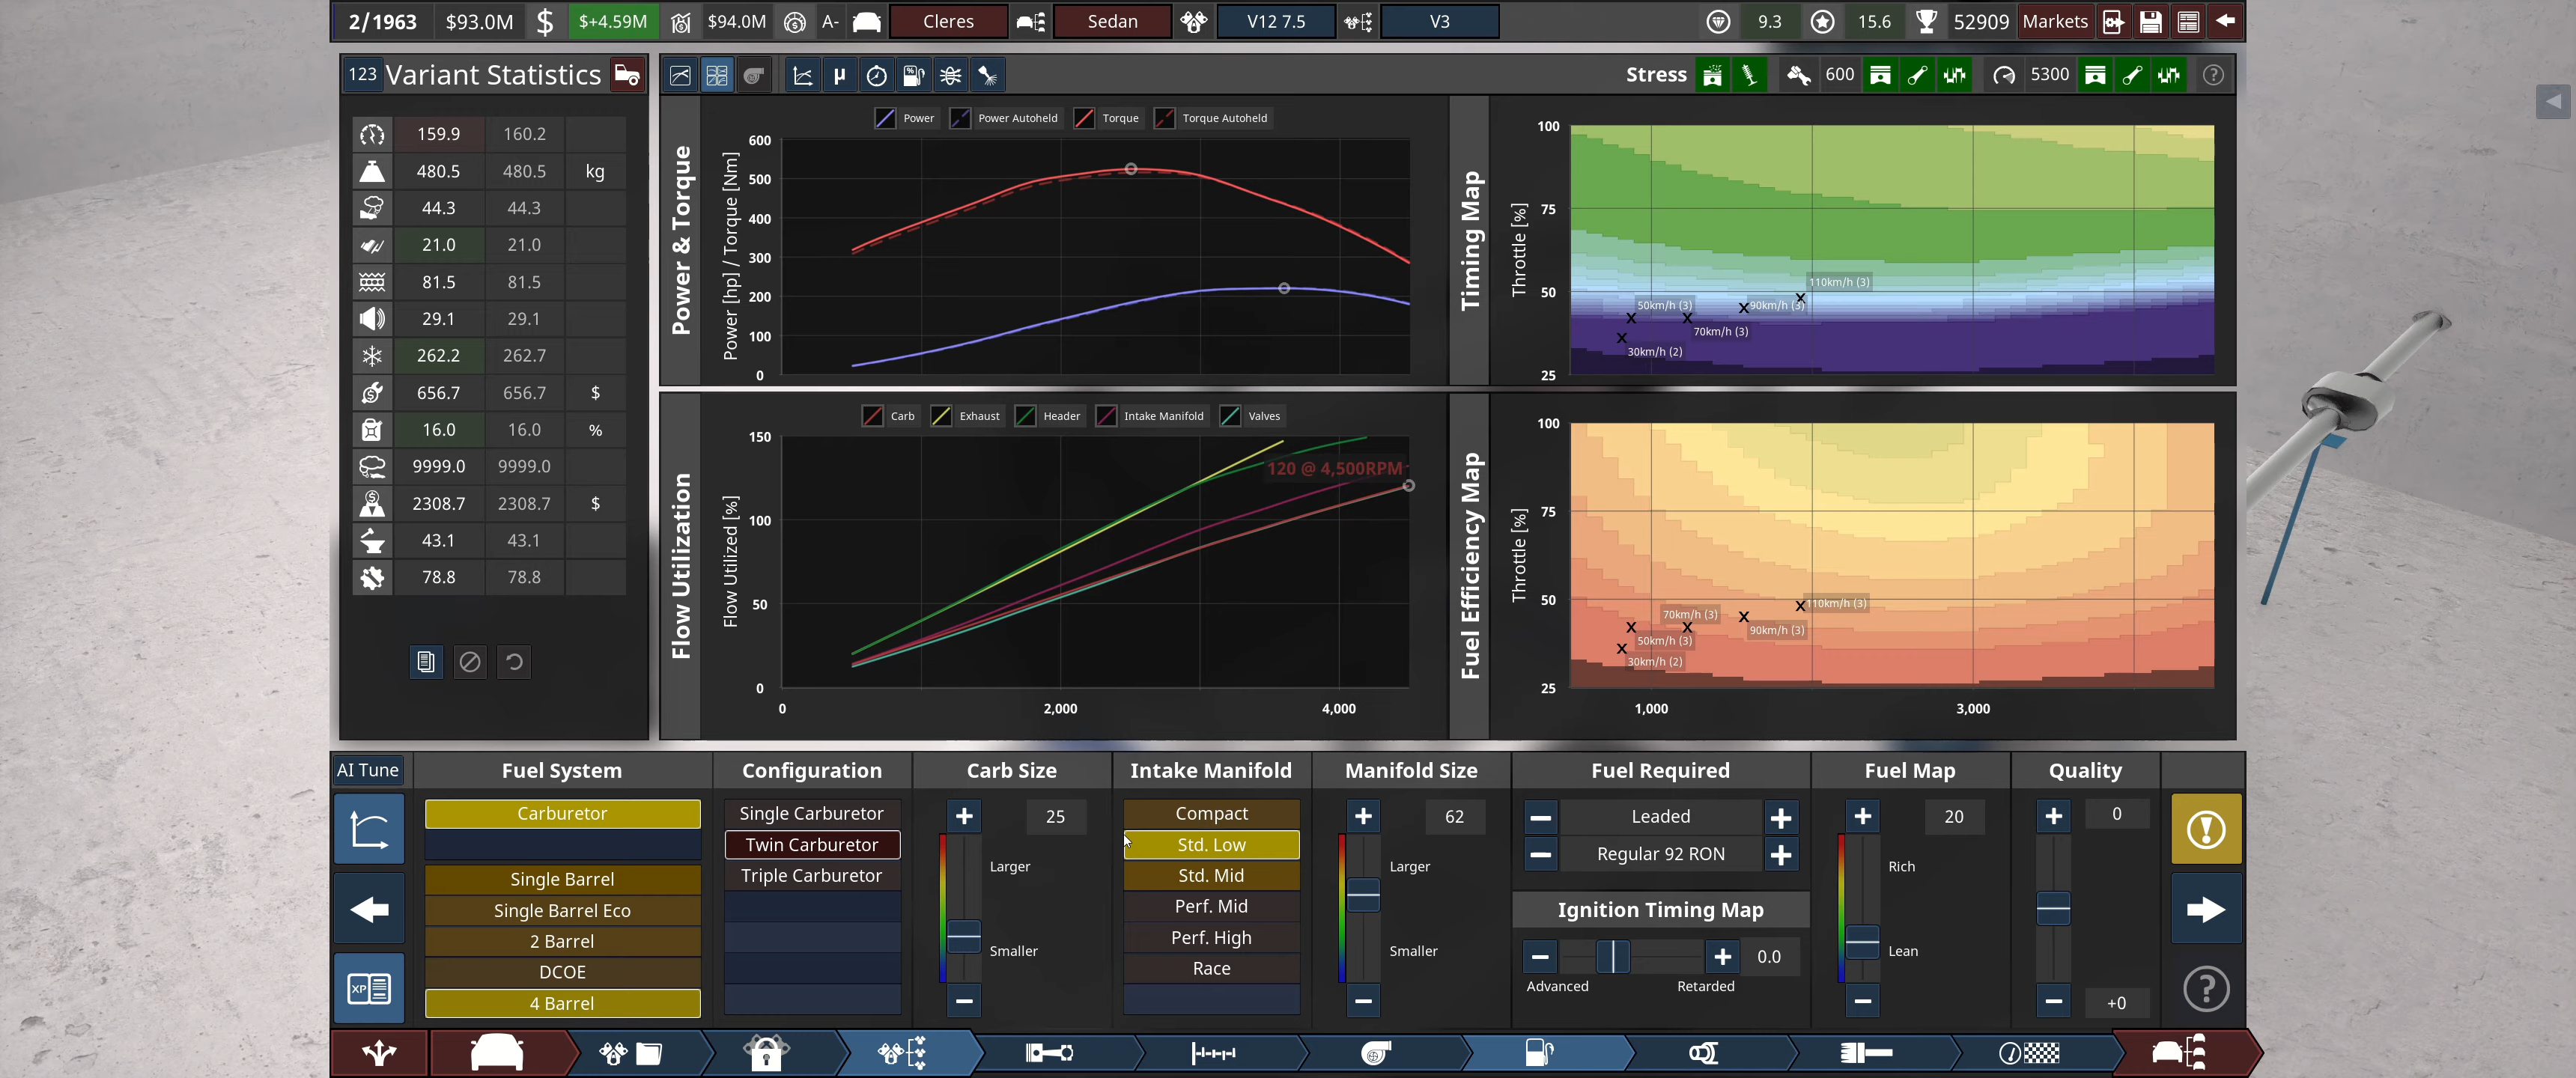 2/1963 $93.0M $+4.59M $94.0M A- Cleres Sedan V12 7.5 V3 9.3 15.6 52909 Markets
123 Variant Statistics
Stress 600 5300
159.9 160.2
480.5 480.5 kg
44.3 44.3
21.0 21.0
81.5 81.5
29.1 29.1
262.2 262.7
656.7 656.7 $
16.0 16.0 %
9999.0 9999.0
2308.7 2308.7 $
43.1 43.1
78.8 78.8
Power & Torque
Power [hp] / Torque [Nm]
Power Power Autoheld Torque Torque Autoheld
600
500
400
300
200
100
0
Timing Map
Throttle [%]
100
75
50
25
110km/h (3)
50km/h (3) 90km/h (3)
70km/h (3)
30km/h (2)
Flow Utilization
Flow Utilized [%]
Carb Exhaust Header Intake Manifold Valves
150
120 @ 4,500RPM
100
50
0
0 2,000 4,000
Fuel Efficiency Map
Throttle [%]
100
75
50
25
110km/h (3)
70km/h (3)
90km/h (3)
50km/h (3)
30km/h (2)
1,000 3,000
AI Tune Fuel System Configuration Carb Size Intake Manifold Manifold Size Fuel Required Fuel Map Quality
XP
Carburetor
Single Barrel
Single Barrel Eco
2 Barrel
DCOE
4 Barrel
Single Carburetor
Twin Carburetor
Triple Carburetor
25
Larger
Smaller
Compact
Std. Low
Std. Mid
Perf. Mid
Perf. High
Race
62
Larger
Smaller
Leaded
Regular 92 RON
Ignition Timing Map
0.0
Advanced Retarded
20
Rich
Lean
0
+0